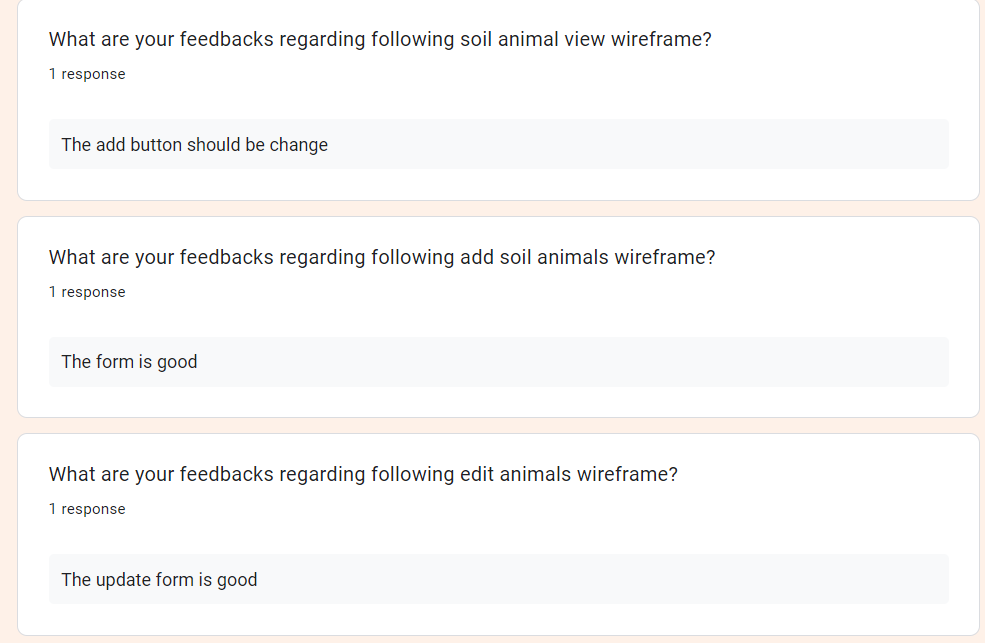 What are your feedbacks regarding following soil animal view wireframe?
1 response
The add button should be change
What are your feedbacks regarding following add soil animals wireframe?
1 response
The form is good
What are your feedbacks regarding following edit animals wireframe?
1 response
The update form is good